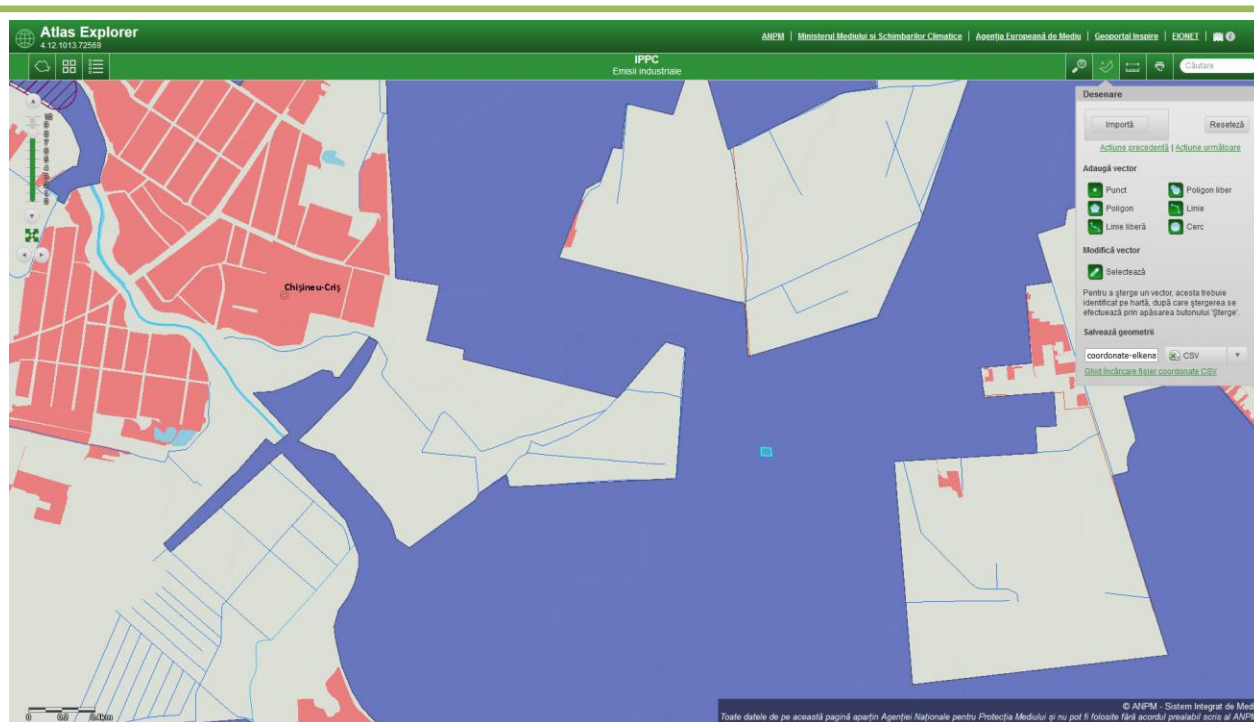 Atlas Explorer
4.12.1013.72569
ANPM | Ministerul Mediului si Schimbarilor Climatice | Agenția Europeană de Mediu | Geoportal Inspire | EIONET |
IPPC
Emisii industriale
Căutare
Desenare
Importă
Resetează
Acțiune precedentă | Acțiune următoare
Adaugă vector
Punct
Poligon liber
Poligon
Linie
Linie liberă
Cerc
Modifică vector
Selectează
Pentru a șterge un vector, acesta trebuie
identificat pe hartă, după care ștergerea se
efectuează prin apăsarea butonului 'Șterge'.
Salvează geometrii
coordonate-elkena
CSV
Ghid încărcare fișier coordonate CSV
Chișineu-Criș
0 0.2 0.4km
© ANPM - Sistem Integrat de Medi
Toate datele de pe această pagină aparțin Agenției Naționale pentru Protecția Mediului și nu pot fi folosite fără acordul prealabil scris al ANPM